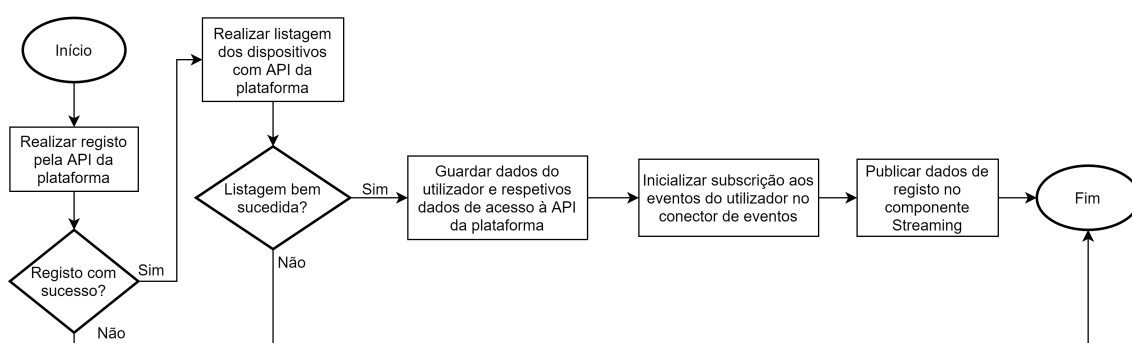 Início
Realizar registo
pela API da
plataforma
Registo com
sucesso?
Sim
Não
Realizar listagem
dos dispositivos
com API da
plataforma
Listagem bem
sucedida?
Sim
Não
Guardar dados do
utilizador e respetivos
dados de acesso à API
da plataforma
Inicializar subscrição aos
eventos do utilizador no
conector de eventos
Publicar dados de
registo no
componente
Streaming
Fim